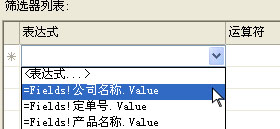 筛选器列表:
表达式 运算符
<表达式...>
=Fields!公司名称.Value
=Fields!定单号.Value
=Fields!产品名称.Value